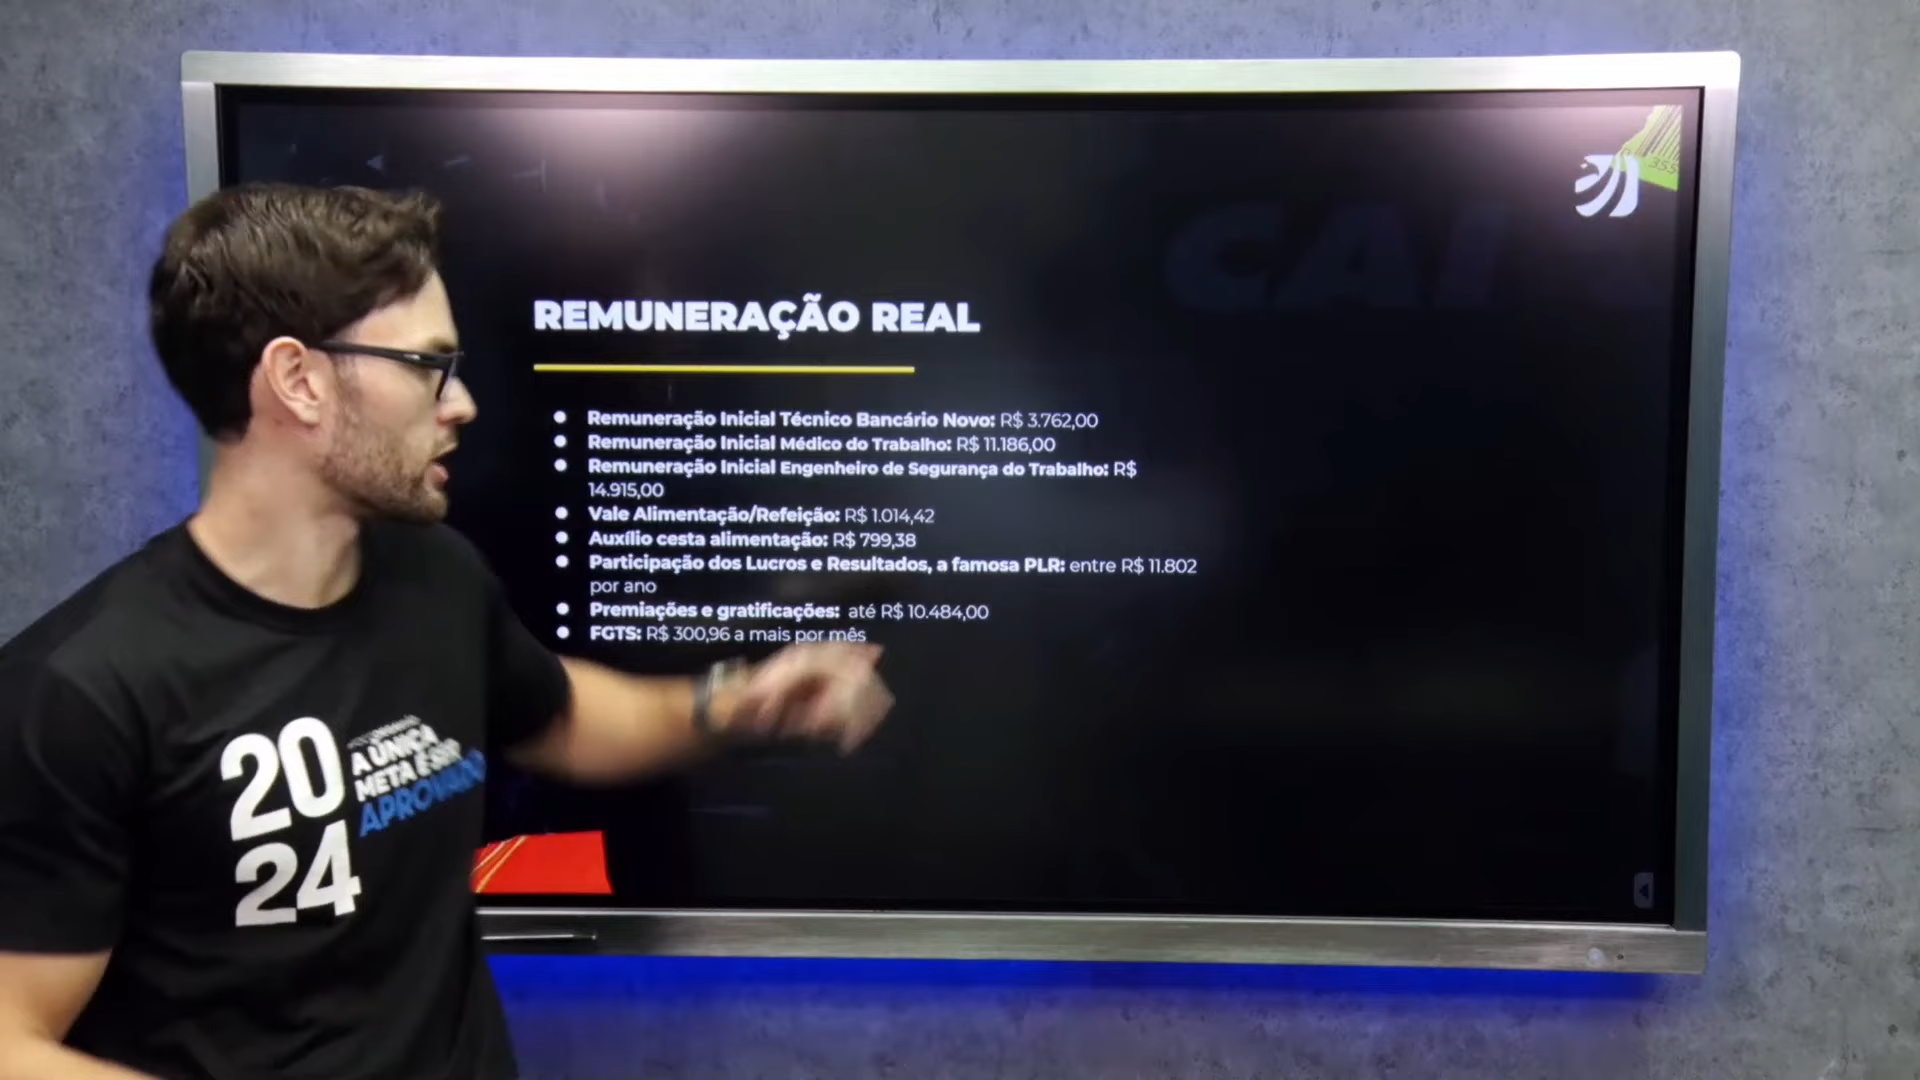 355
CAI
REMUNERAÇÃO REAL
Remuneração Inicial Técnico Bancário Novo: R$ 3.762,00
Remuneração Inicial Médico do Trabalho: R$ 11.186,00
Remuneração Inicial Engenheiro de Segurança do Trabalho: R$
14.915,00
Vale Alimentação/Refeição: R$ 1.014,42
Auxílio cesta alimentação: R$ 799,38
Participação dos Lucros e Resultados, a famosa PLR: entre R$ 11.802
por ano
Premiações e gratificações: até R$ 10.484,00
FGTS: R$ 300,96 a mais por mês
20
24
A ÚNICA
META É SER